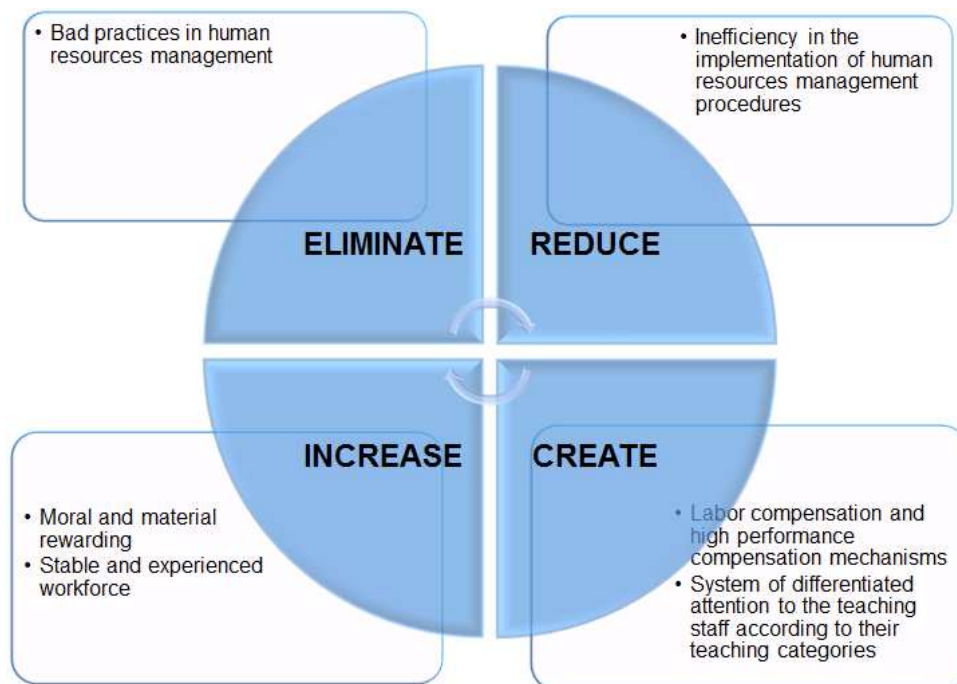 • Bad practices in human
resources management
• Inefficiency in the
implementation of human
resources management
procedures
ELIMINATE
REDUCE
INCREASE
CREATE
• Moral and material
rewarding
• Stable and experienced
workforce
• Labor compensation and
high performance
compensation mechanisms
• System of differentiated
attention to the teaching
staff according to their
teaching categories